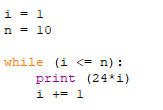 i = 1
n = 10
while (i <= n):
    print (24*i)
    i += 1